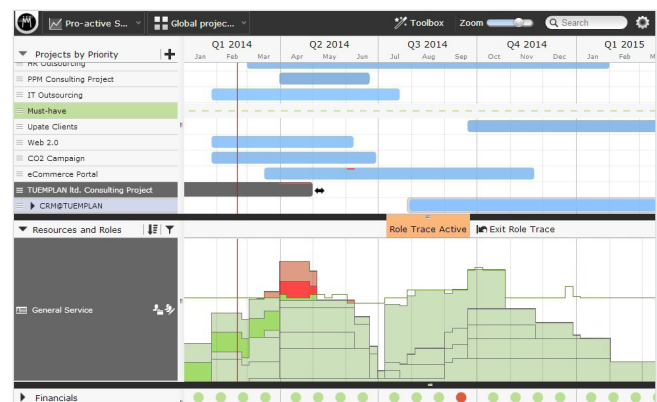 Pro-active S...
Global projec...
Toolbox
Zoom
Search
Projects by Priority
Q1 2014
Q2 2014
Q3 2014
Q4 2014
Q1 2015
Jan Feb Mar Apr May Jun Jul Aug Sep Oct Nov Dec Jan Feb M
HR Outsourcing
PPM Consulting Project
IT Outsourcing
Must-have
Upate Clients
Web 2.0
CO2 Campaign
eCommerce Portal
TUEMPLAN ltd. Consulting Project
CRM@TUEMPLAN
Resources and Roles
Role Trace Active
Exit Role Trace
General Service
Financials